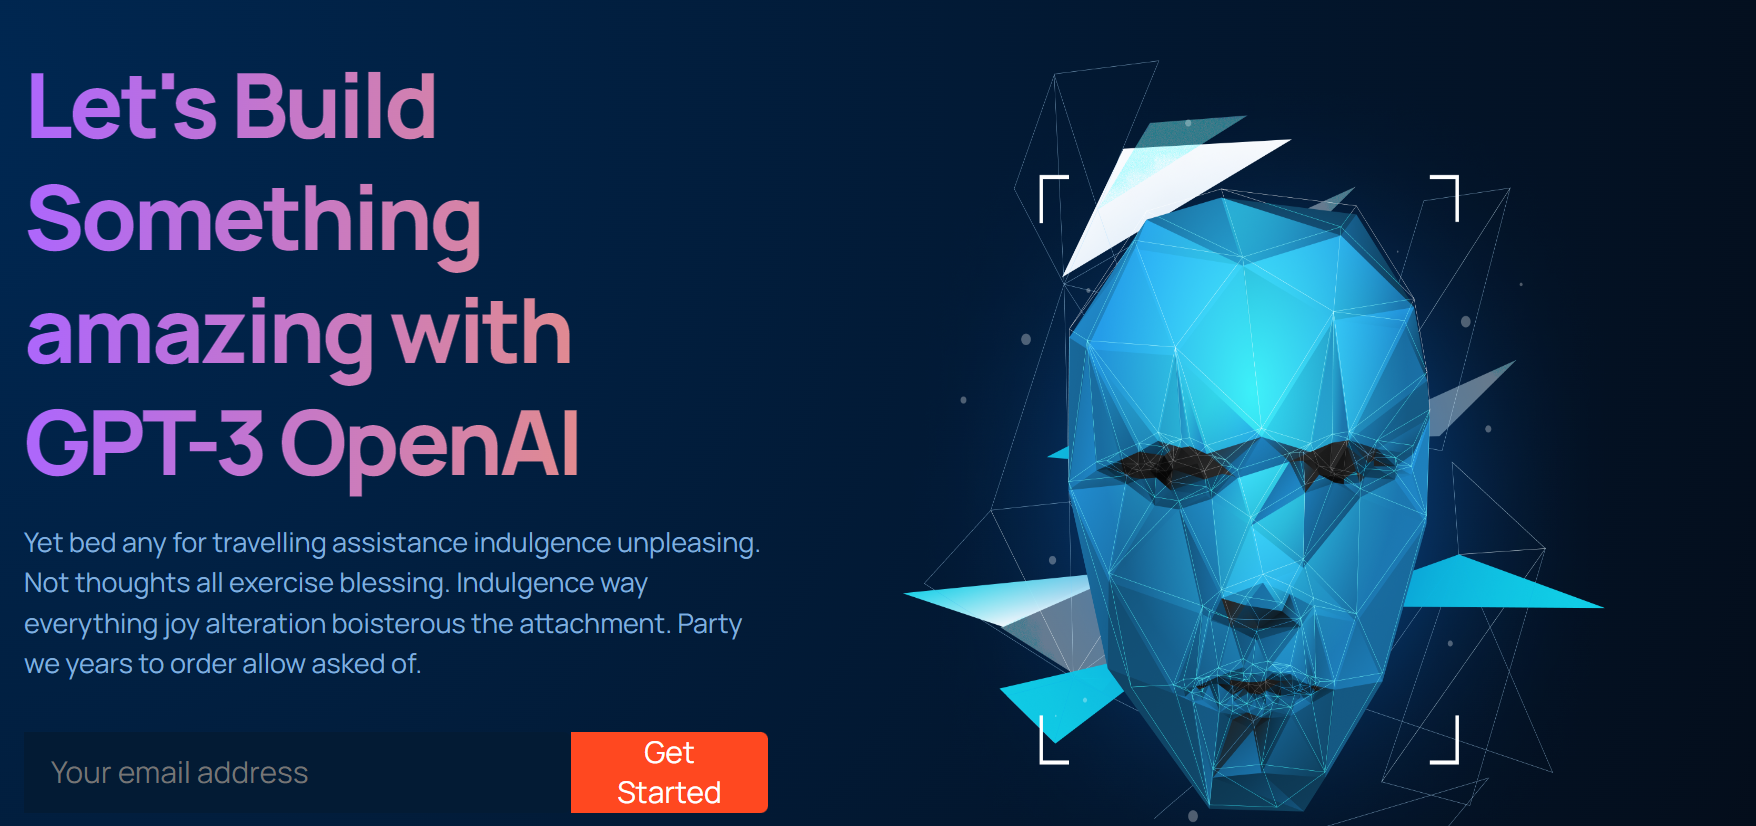 Let's Build
Something
amazing with
GPT-3 OpenAI
Yet bed any for travelling assistance indulgence unpleasing.
Not thoughts all exercise blessing. Indulgence way
everything joy alteration boisterous the attachment. Party
we years to order allow asked of.
Your email address
Get
Started